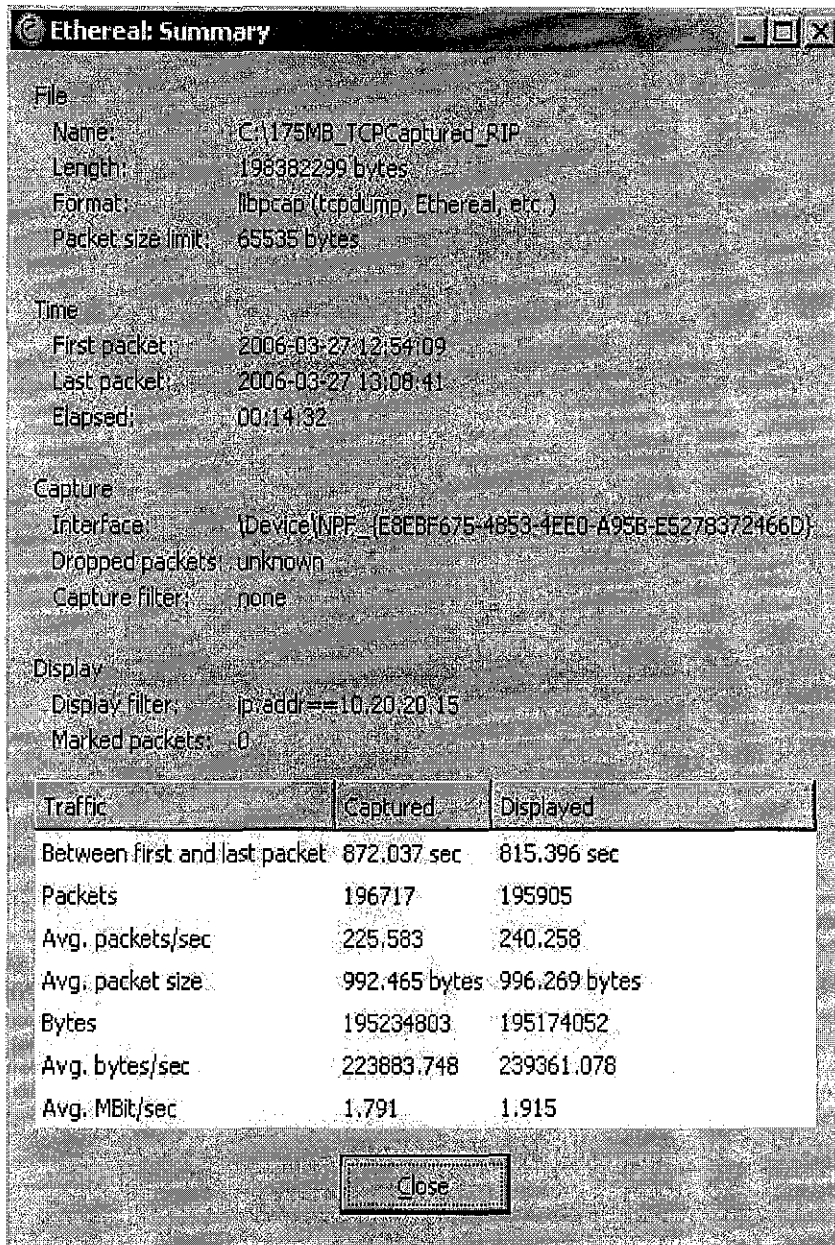 Ethereal: Summary
File
Name: C:\175MB_TCPCaptured_RIP
Length: 198382299 bytes
Format: libpcap (tcpdump, Ethereal, etc.)
Packet size limit: 65535 bytes
Time
First packet: 2006-03-27 12:54:09
Last packet: 2006-03-27 13:08:41
Elapsed: 00:14:32
Capture
Interface: \Device\NPF_{E8EBF675-4853-4EE0-A95B-E5278372466D}
Dropped packets: unknown
Capture filter: none
Display
Display filter: ip.addr==10.20.20.15
Marked packets: 0
Traffic Captured Displayed
Between first and last packet 872.037 sec 815.396 sec
Packets 196717 195905
Avg. packets/sec 225.583 240.258
Avg. packet size 992.465 bytes 996.269 bytes
Bytes 195234803 195174052
Avg. bytes/sec 223883.748 239361.078
Avg. MBit/sec 1.791 1.915
Close